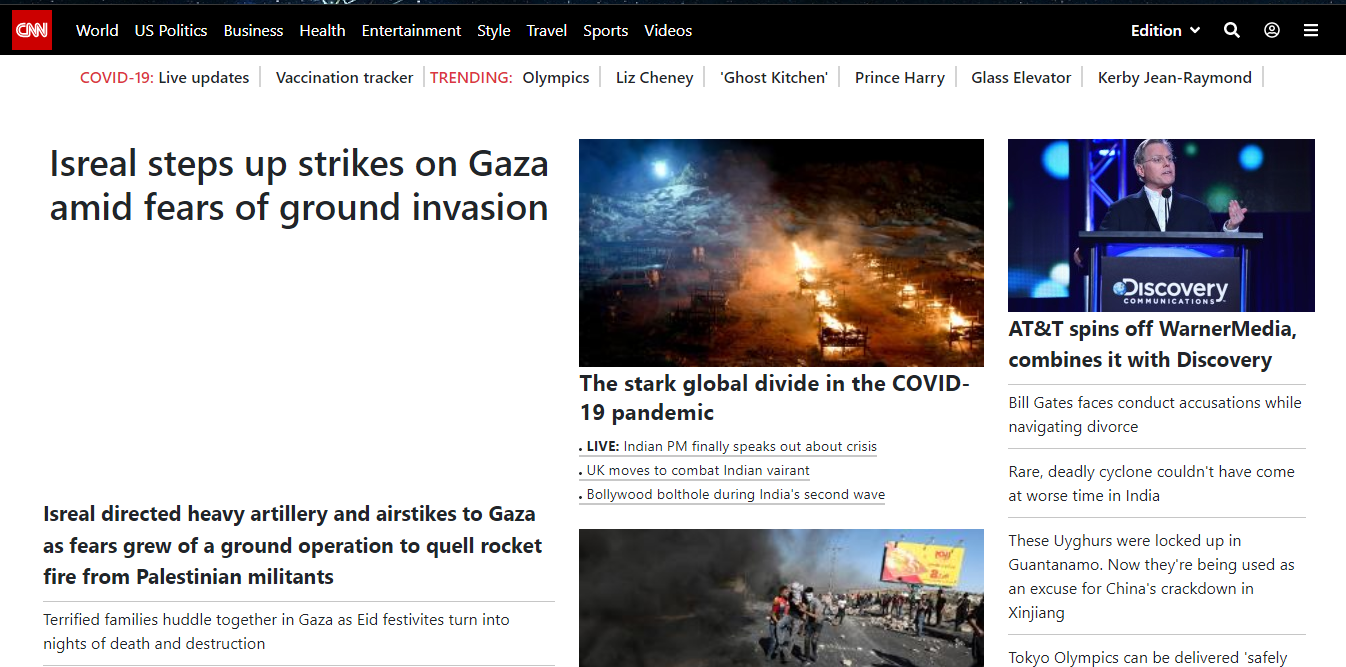 CNN
World US Politics Business Health Entertainment Style Travel Sports Videos
Edition
COVID-19: Live updates Vaccination tracker TRENDING: Olympics Liz Cheney 'Ghost Kitchen' Prince Harry Glass Elevator Kerby Jean-Raymond
Isreal steps up strikes on Gaza
amid fears of ground invasion
Isreal directed heavy artillery and airstikes to Gaza
as fears grew of a ground operation to quell rocket
fire from Palestinian militants
Terrified families huddle together in Gaza as Eid festivites turn into
nights of death and destruction
The stark global divide in the COVID-
19 pandemic
• LIVE: Indian PM finally speaks out about crisis
• UK moves to combat Indian vairant
• Bollywood bolthole during India's second wave
Discovery
COMMUNICATIONS
AT&T spins off WarnerMedia,
combines it with Discovery
Bill Gates faces conduct accusations while
navigating divorce
Rare, deadly cyclone couldn't have come
at worse time in India
These Uyghurs were locked up in
Guantanamo. Now they're being used as
an excuse for China's crackdown in
Xinjiang
Tokyo Olympics can be delivered 'safely